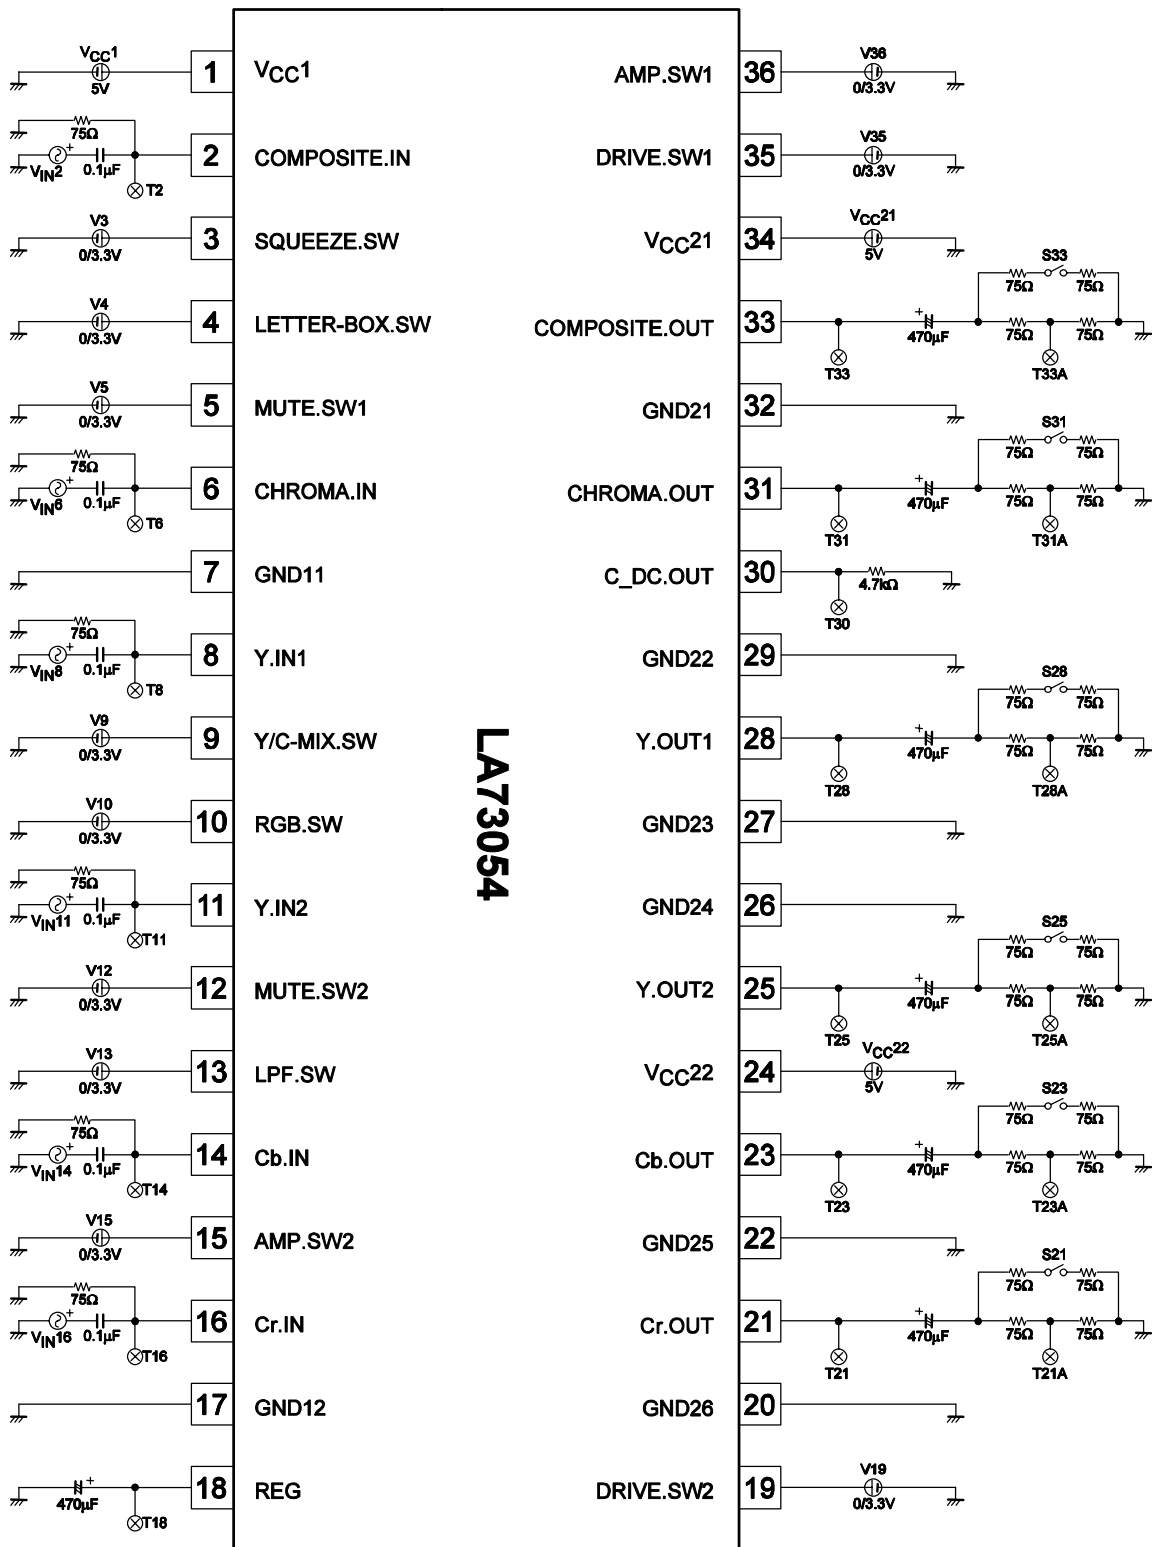 VCC1
5V
1
VCC1
AMP.SW1
36
V36
0/3.3V
75Ω
VIN2
+
0.1µF
T2
2
COMPOSITE.IN
DRIVE.SW1
35
V35
0/3.3V
V3
0/3.3V
3
SQUEEZE.SW
VCC21
34
VCC21
5V
V4
0/3.3V
4
LETTER-BOX.SW
COMPOSITE.OUT
33
T33
+
470µF
75Ω
S33
75Ω
75Ω
75Ω
T33A
V5
0/3.3V
5
MUTE.SW1
GND21
32
75Ω
VIN6
+
0.1µF
T6
6
CHROMA.IN
CHROMA.OUT
31
T31
+
470µF
75Ω
S31
75Ω
75Ω
75Ω
T31A
7
GND11
C_DC.OUT
30
4.7kΩ
T30
75Ω
VIN8
+
0.1µF
T8
8
Y.IN1
GND22
29
V9
0/3.3V
9
Y/C-MIX.SW
Y.OUT1
28
T28
+
470µF
75Ω
S28
75Ω
75Ω
75Ω
T28A
LA73054
V10
0/3.3V
10
RGB.SW
GND23
27
75Ω
VIN11
+
0.1µF
T11
11
Y.IN2
GND24
26
V12
0/3.3V
12
MUTE.SW2
Y.OUT2
25
T25
+
470µF
75Ω
S25
75Ω
75Ω
75Ω
T25A
V13
0/3.3V
13
LPF.SW
VCC22
24
VCC22
5V
75Ω
VIN14
+
0.1µF
T14
14
Cb.IN
Cb.OUT
23
T23
+
470µF
75Ω
S23
75Ω
75Ω
75Ω
T23A
V15
0/3.3V
15
AMP.SW2
GND25
22
75Ω
VIN16
+
0.1µF
T16
16
Cr.IN
Cr.OUT
21
T21
+
470µF
75Ω
S21
75Ω
75Ω
75Ω
T21A
17
GND12
GND26
20
+
470µF
T18
18
REG
DRIVE.SW2
19
V19
0/3.3V